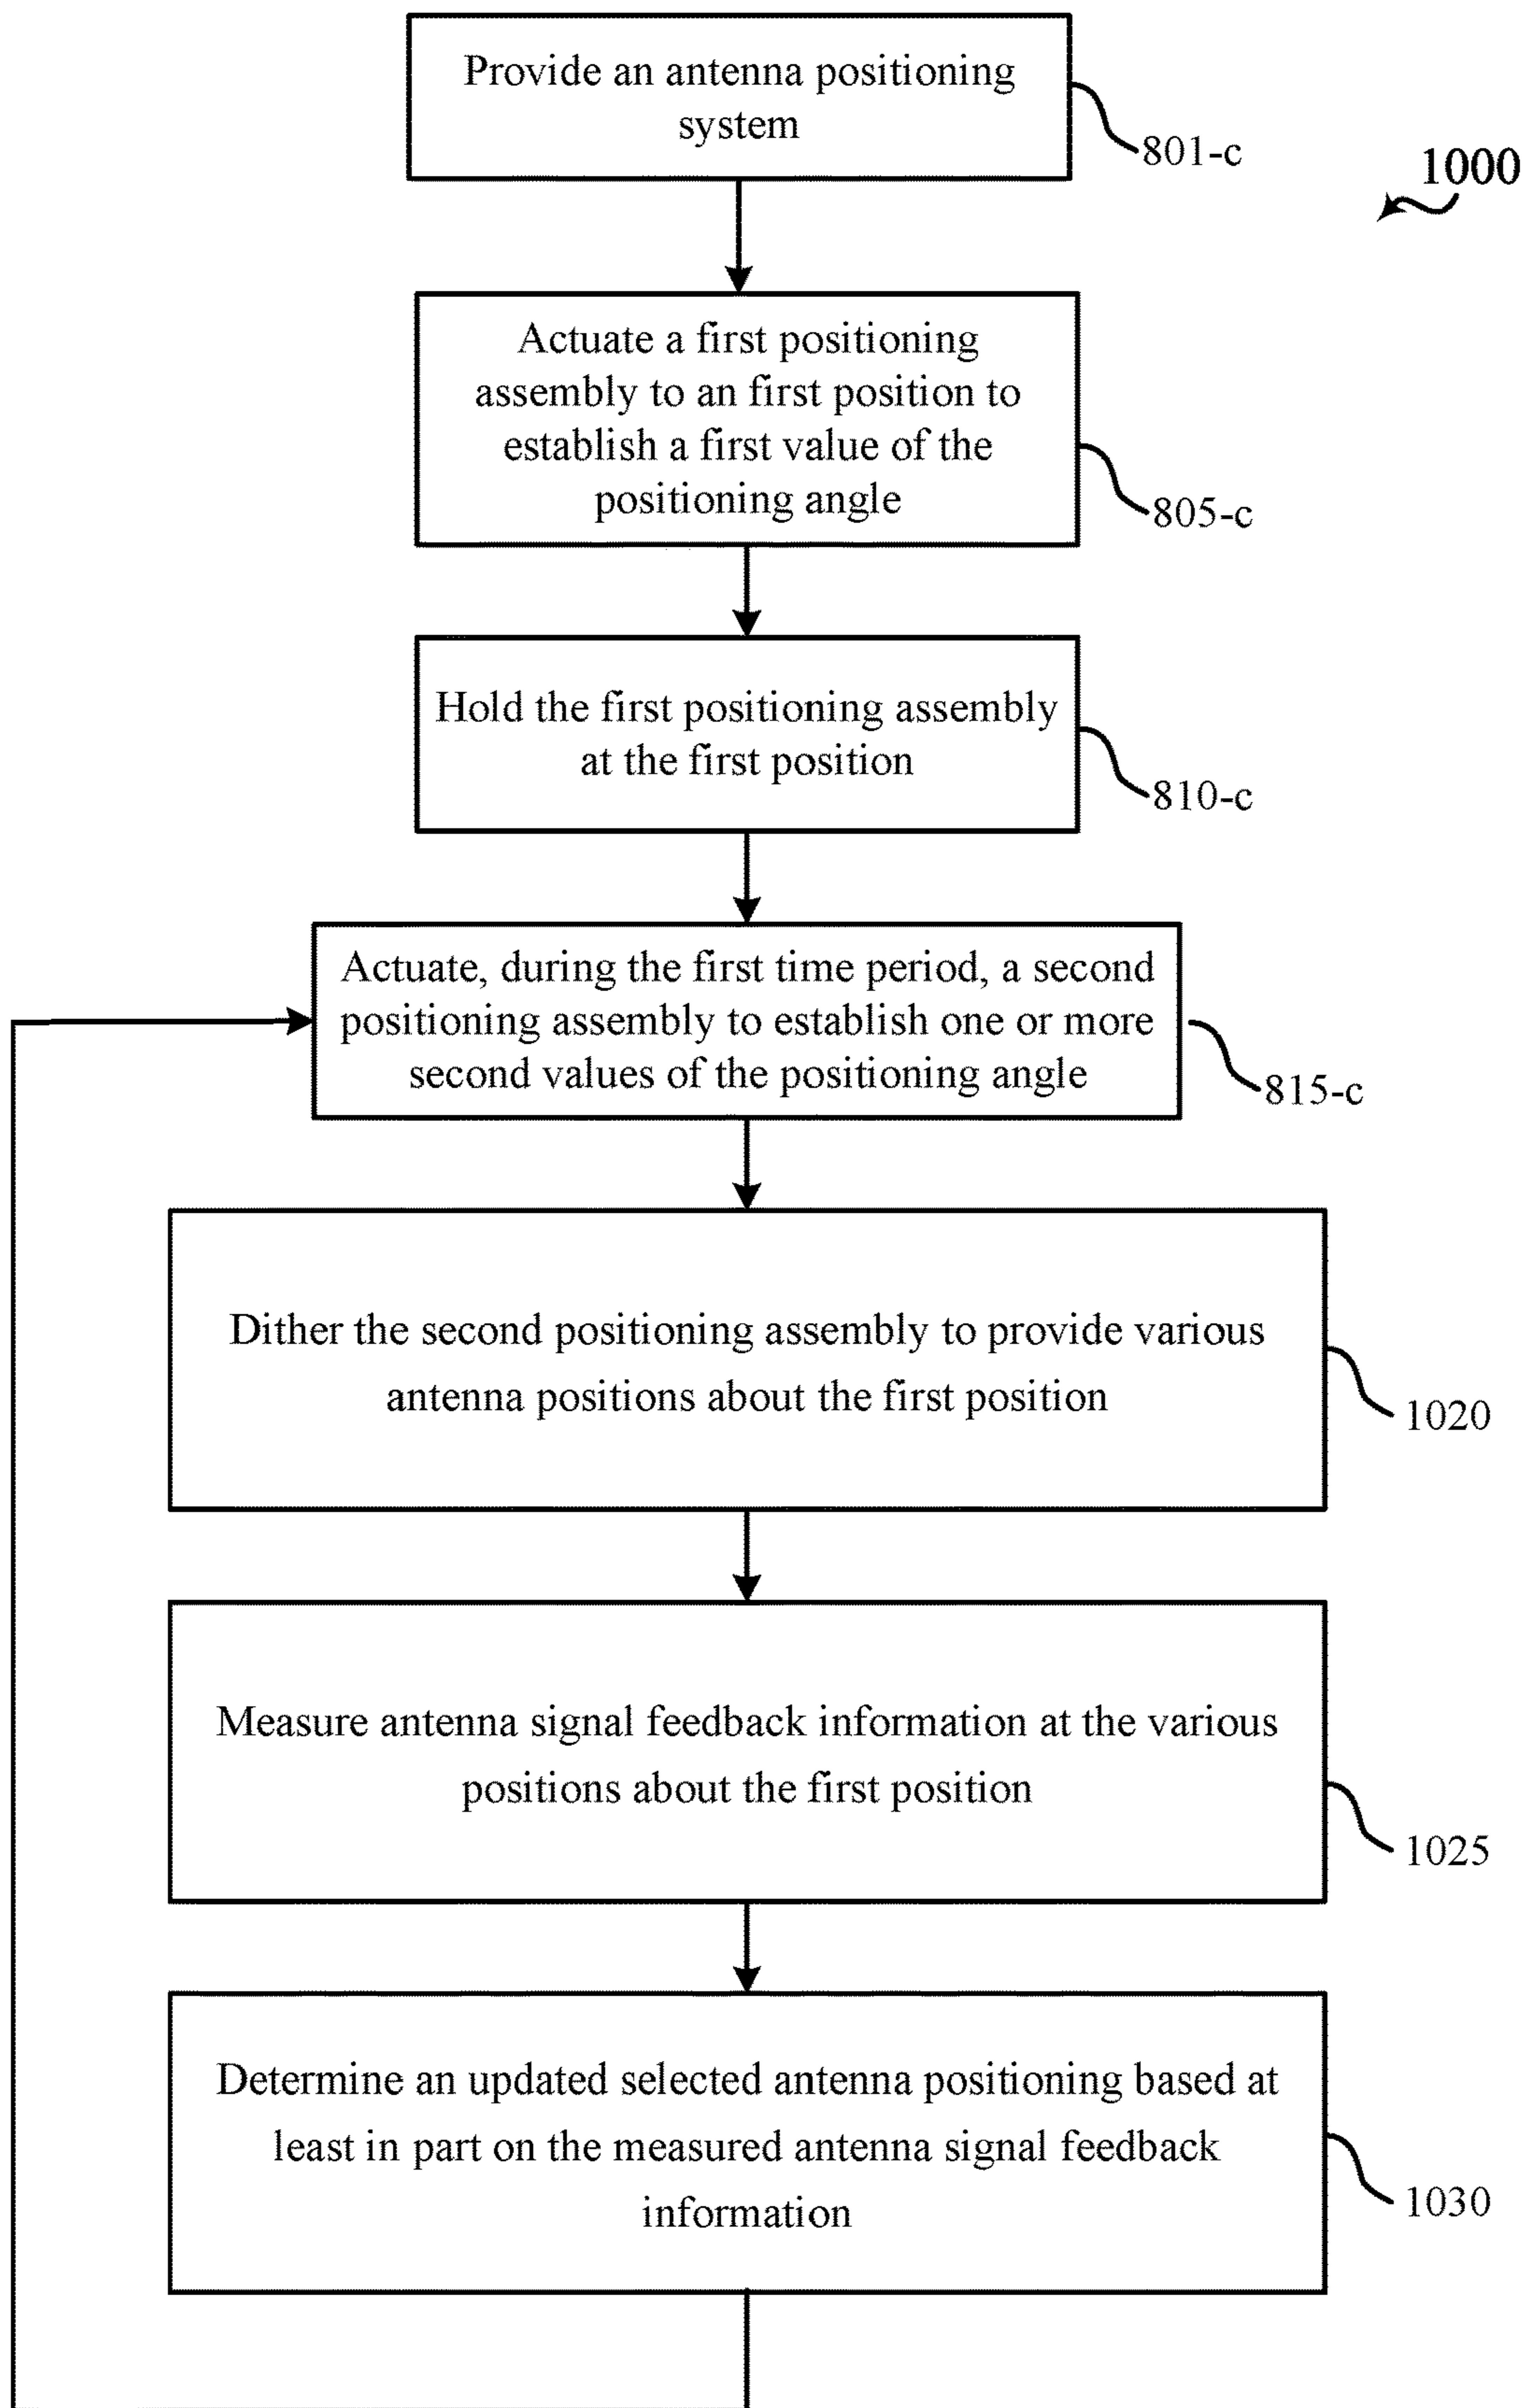 Provide an antenna positioning
system
801-c
1000
Actuate a first positioning
assembly to an first position to
establish a first value of the
positioning angle
805-c
Hold the first positioning assembly
at the first position
810-c
Actuate, during the first time period, a second
positioning assembly to establish one or more
second values of the positioning angle
815-c
Dither the second positioning assembly to provide various
antenna positions about the first position
1020
Measure antenna signal feedback information at the various
positions about the first position
1025
Determine an updated selected antenna positioning based at
least in part on the measured antenna signal feedback
information
1030